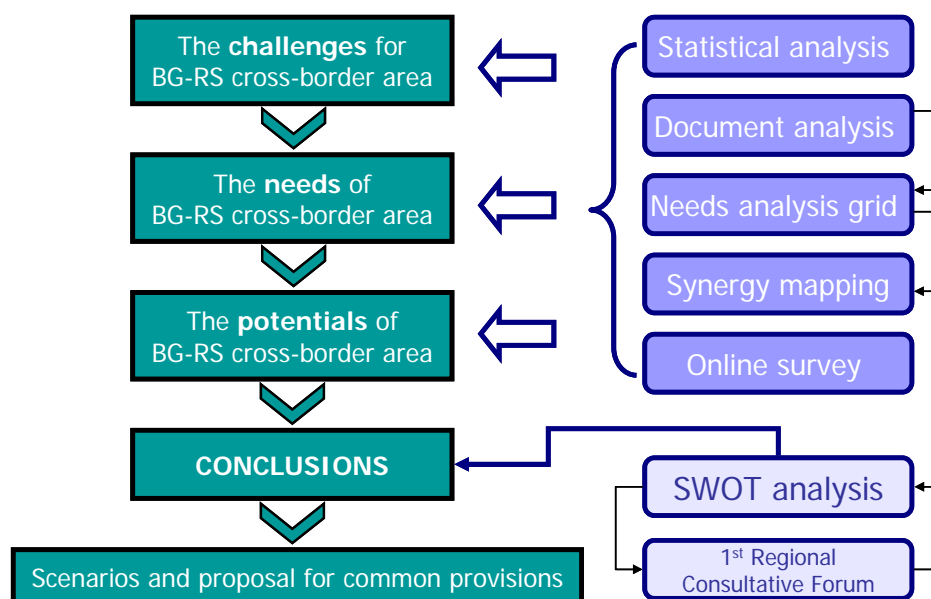 The challenges for
BG-RS cross-border area
The needs of
BG-RS cross-border area
The potentials of
BG-RS cross-border area
CONCLUSIONS
Scenarios and proposal for common provisions
Statistical analysis
Document analysis
Needs analysis grid
Synergy mapping
Online survey
SWOT analysis
1st Regional
Consultative Forum